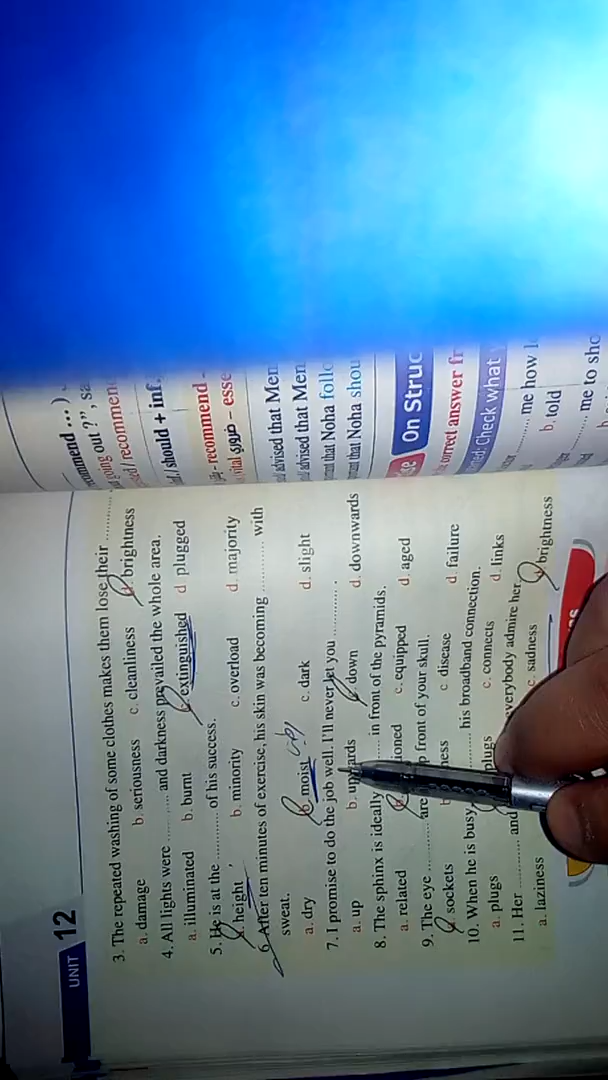 UNIT 12
3. The repeated washing of some clothes makes them lose their ..........
a. damage b. seriousness c. cleanliness d. brightness
4. All lights were .......... and darkness prevailed the whole area.
a. illuminated b. burnt c. extinguished d. plugged
5. He is at the .......... of his success.
a. height b. minority c. overload d. majority
6. After ten minutes of exercise, his skin was becoming .......... with
sweat.
a. dry b. moist c. dark d. slight
7. I promise to do the job well. I'll never let you ..........
a. up b. c. down d. downwards
8. The sphinx is ideally .......... in front of the pyramids.
a. related c. equipped d. aged
9. The eye .......... are front of your skull.
a. sockets c. disease d. failure
10. When he is busy, .......... his broadband connection.
a. plugs c. connects d. links
11. Her .......... and everybody admire her.
a. laziness c. sadness d. brightness
going out ?", sa
/ should + inf.
- recommend -
ضروري - esse
advised that Men
advised that Men
that Noha follo
that Noha shou
On Struc
correct answer fr
: Check what
.......... me how
b. told
.......... me to sho